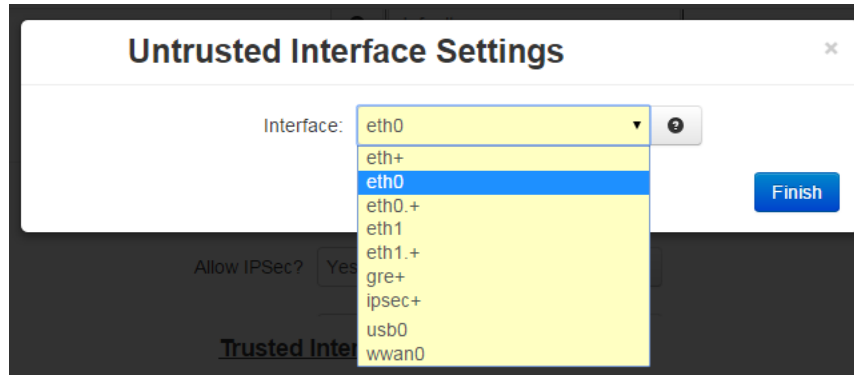 Untrusted Interface Settings ×
Interface: eth0
eth+
eth0
eth0.+
eth1
eth1.+
gre+
ipsec+
usb0
wwan0
Finish
Allow IPSec? Yes
Trusted